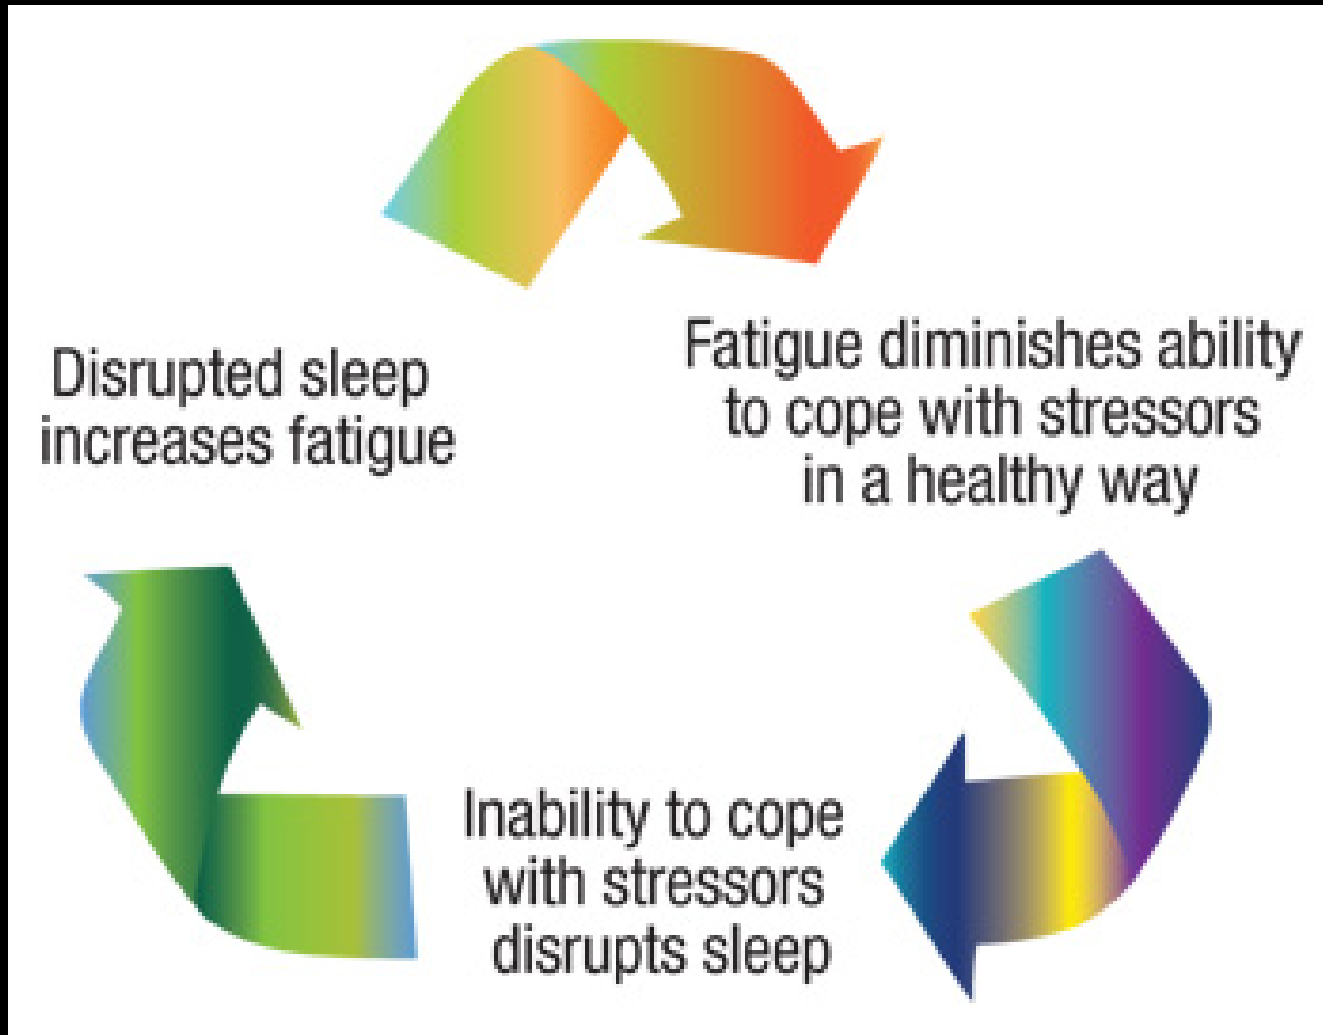 Disrupted sleep
increases fatigue
Fatigue diminishes ability
to cope with stressors
in a healthy way
Inability to cope
with stressors
disrupts sleep